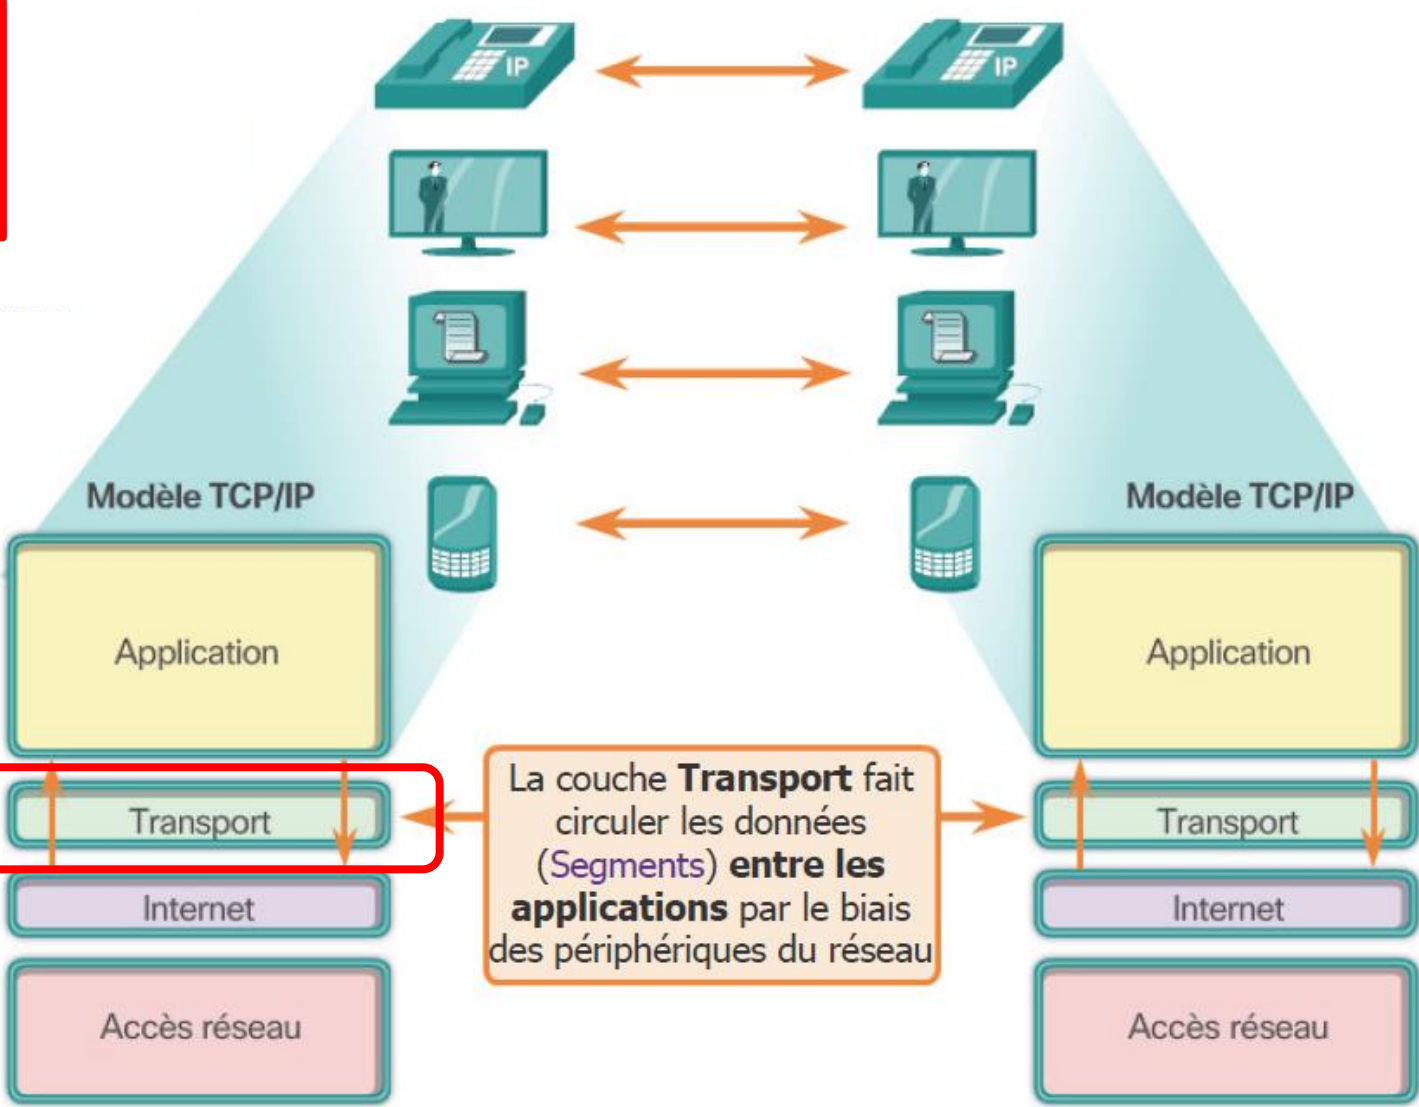 IP
IP
Modèle TCP/IP
Modèle TCP/IP
Application
Application
La couche Transport fait
circuler les données
(Segments) entre les
applications par le biais
des périphériques du réseau
Transport
Transport
Internet
Internet
Accès réseau
Accès réseau